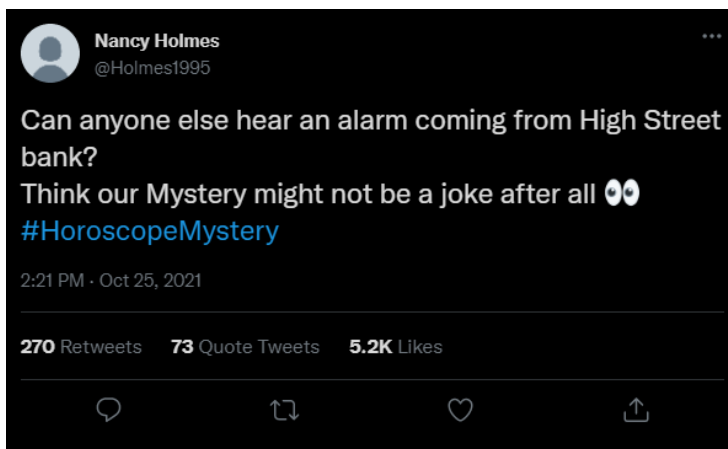 Nancy Holmes
@Holmes1995
Can anyone else hear an alarm coming from High Street
bank?
Think our Mystery might not be a joke after all 👀
#HoroscopeMystery
2:21 PM · Oct 25, 2021
270 Retweets 73 Quote Tweets 5.2K Likes